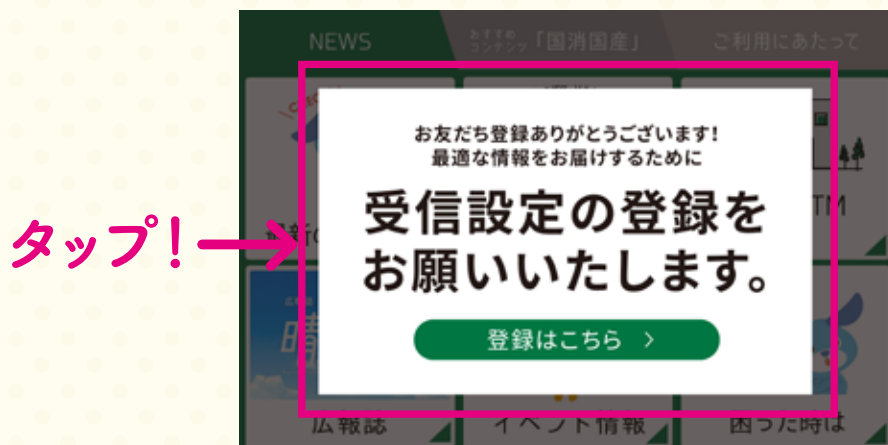 NEWS
おすすめコンテンツ「国消国産」
ご利用にあたって
お友だち登録ありがとうございます!
最適な情報をお届けするために
受信設定の登録を
お願いいたします。
登録はこちら >
タップ!
最新
TM
晴
広報誌
イベント情報
困った時は